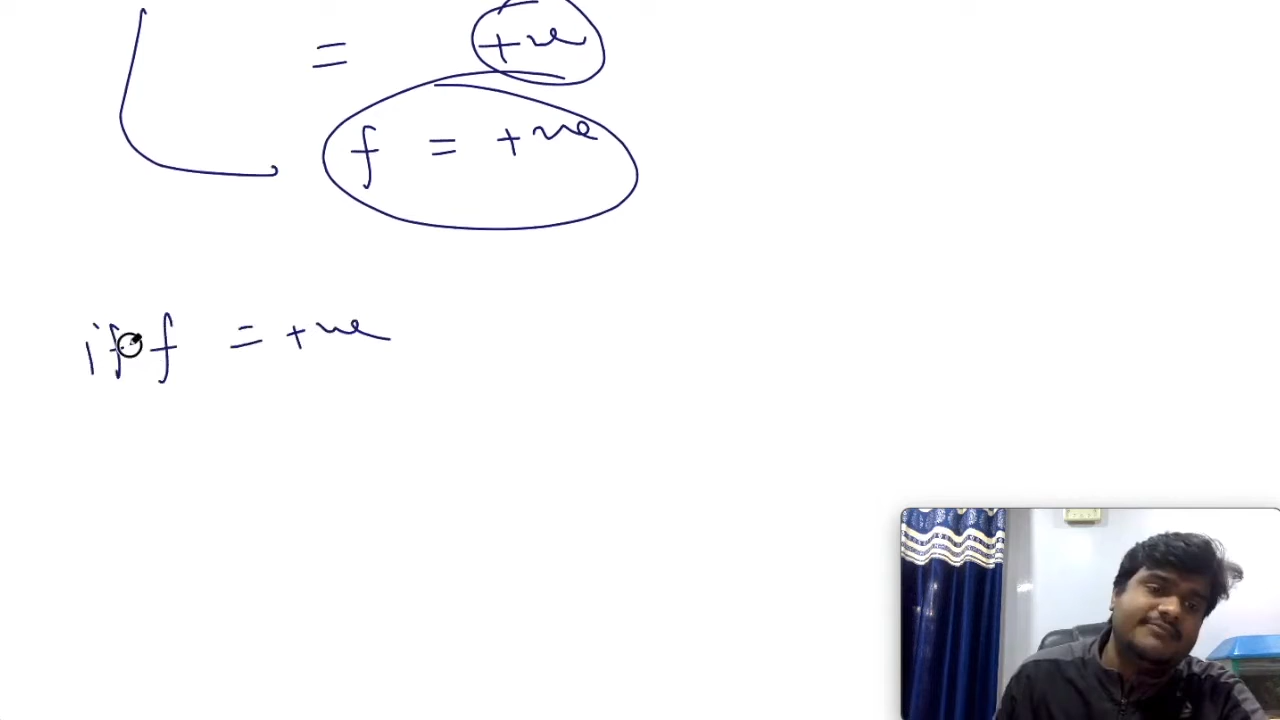 = +ve
f = +ve
if f = +ve